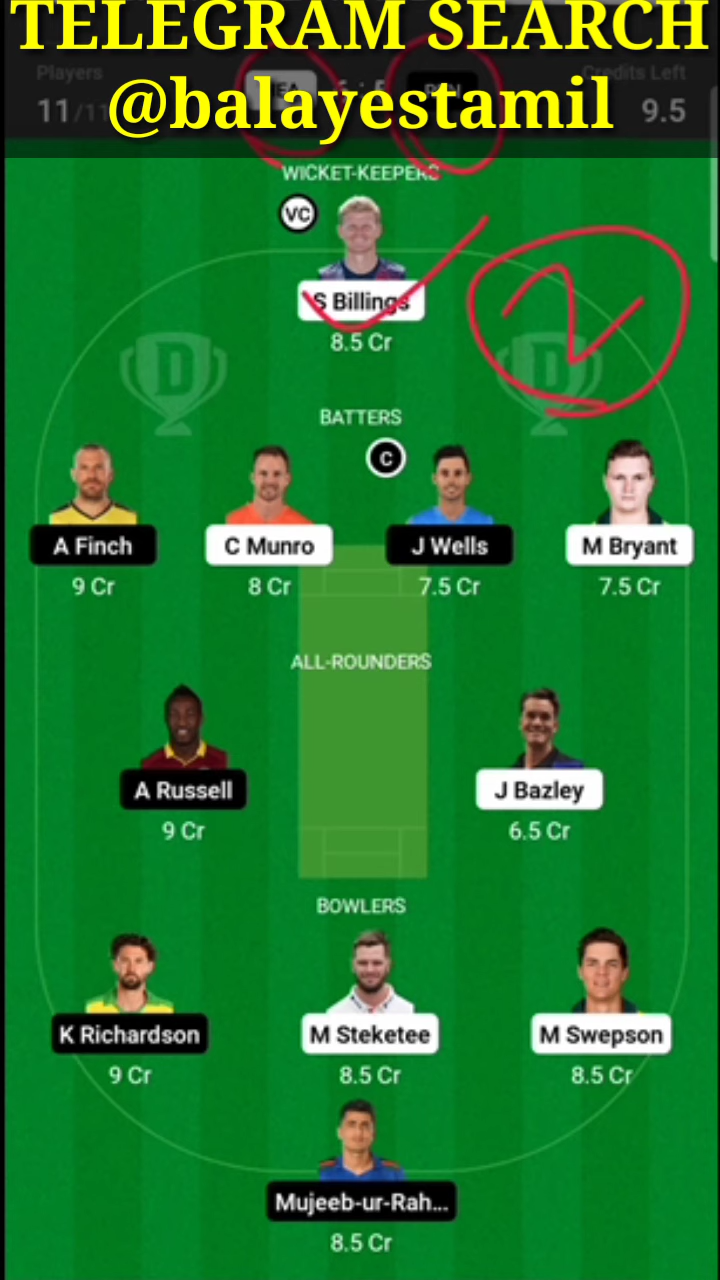 TELEGRAM SEARCH
@balayestamil
Players
Credits Left
11/11
9.5
WICKET-KEEPERS
VC
S Billings
8.5 Cr
2
BATTERS
C
A Finch
C Munro
J Wells
M Bryant
9 Cr
8 Cr
7.5 Cr
7.5 Cr
ALL-ROUNDERS
A Russell
J Bazley
9 Cr
6.5 Cr
BOWLERS
K Richardson
M Steketee
M Swepson
9 Cr
8.5 Cr
8.5 Cr
Mujeeb-ur-Rah...
8.5 Cr